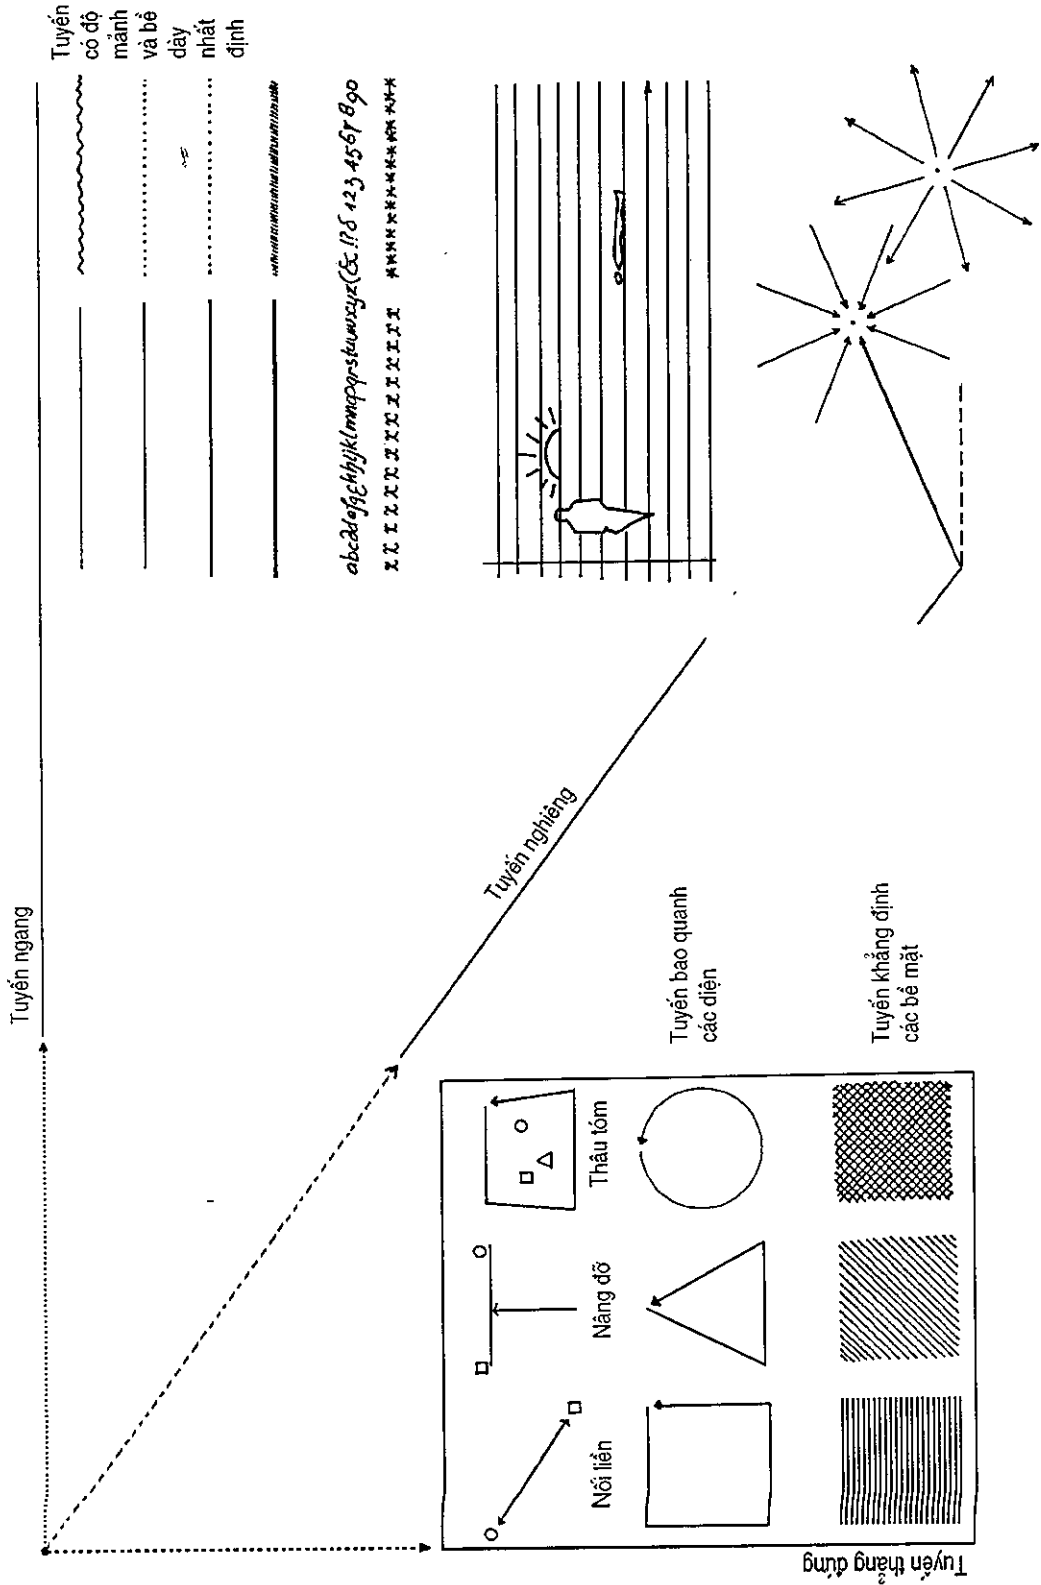 Tuyến ngang
Tuyến
có độ
mảnh
và bề
dày
nhất
định
Tuyến nghiêng
Nối liền
Nâng đỡ
Thâu tóm
Tuyến bao quanh
các diện
Tuyến khẳng định
các bề mặt
Tuyến thẳng đứng